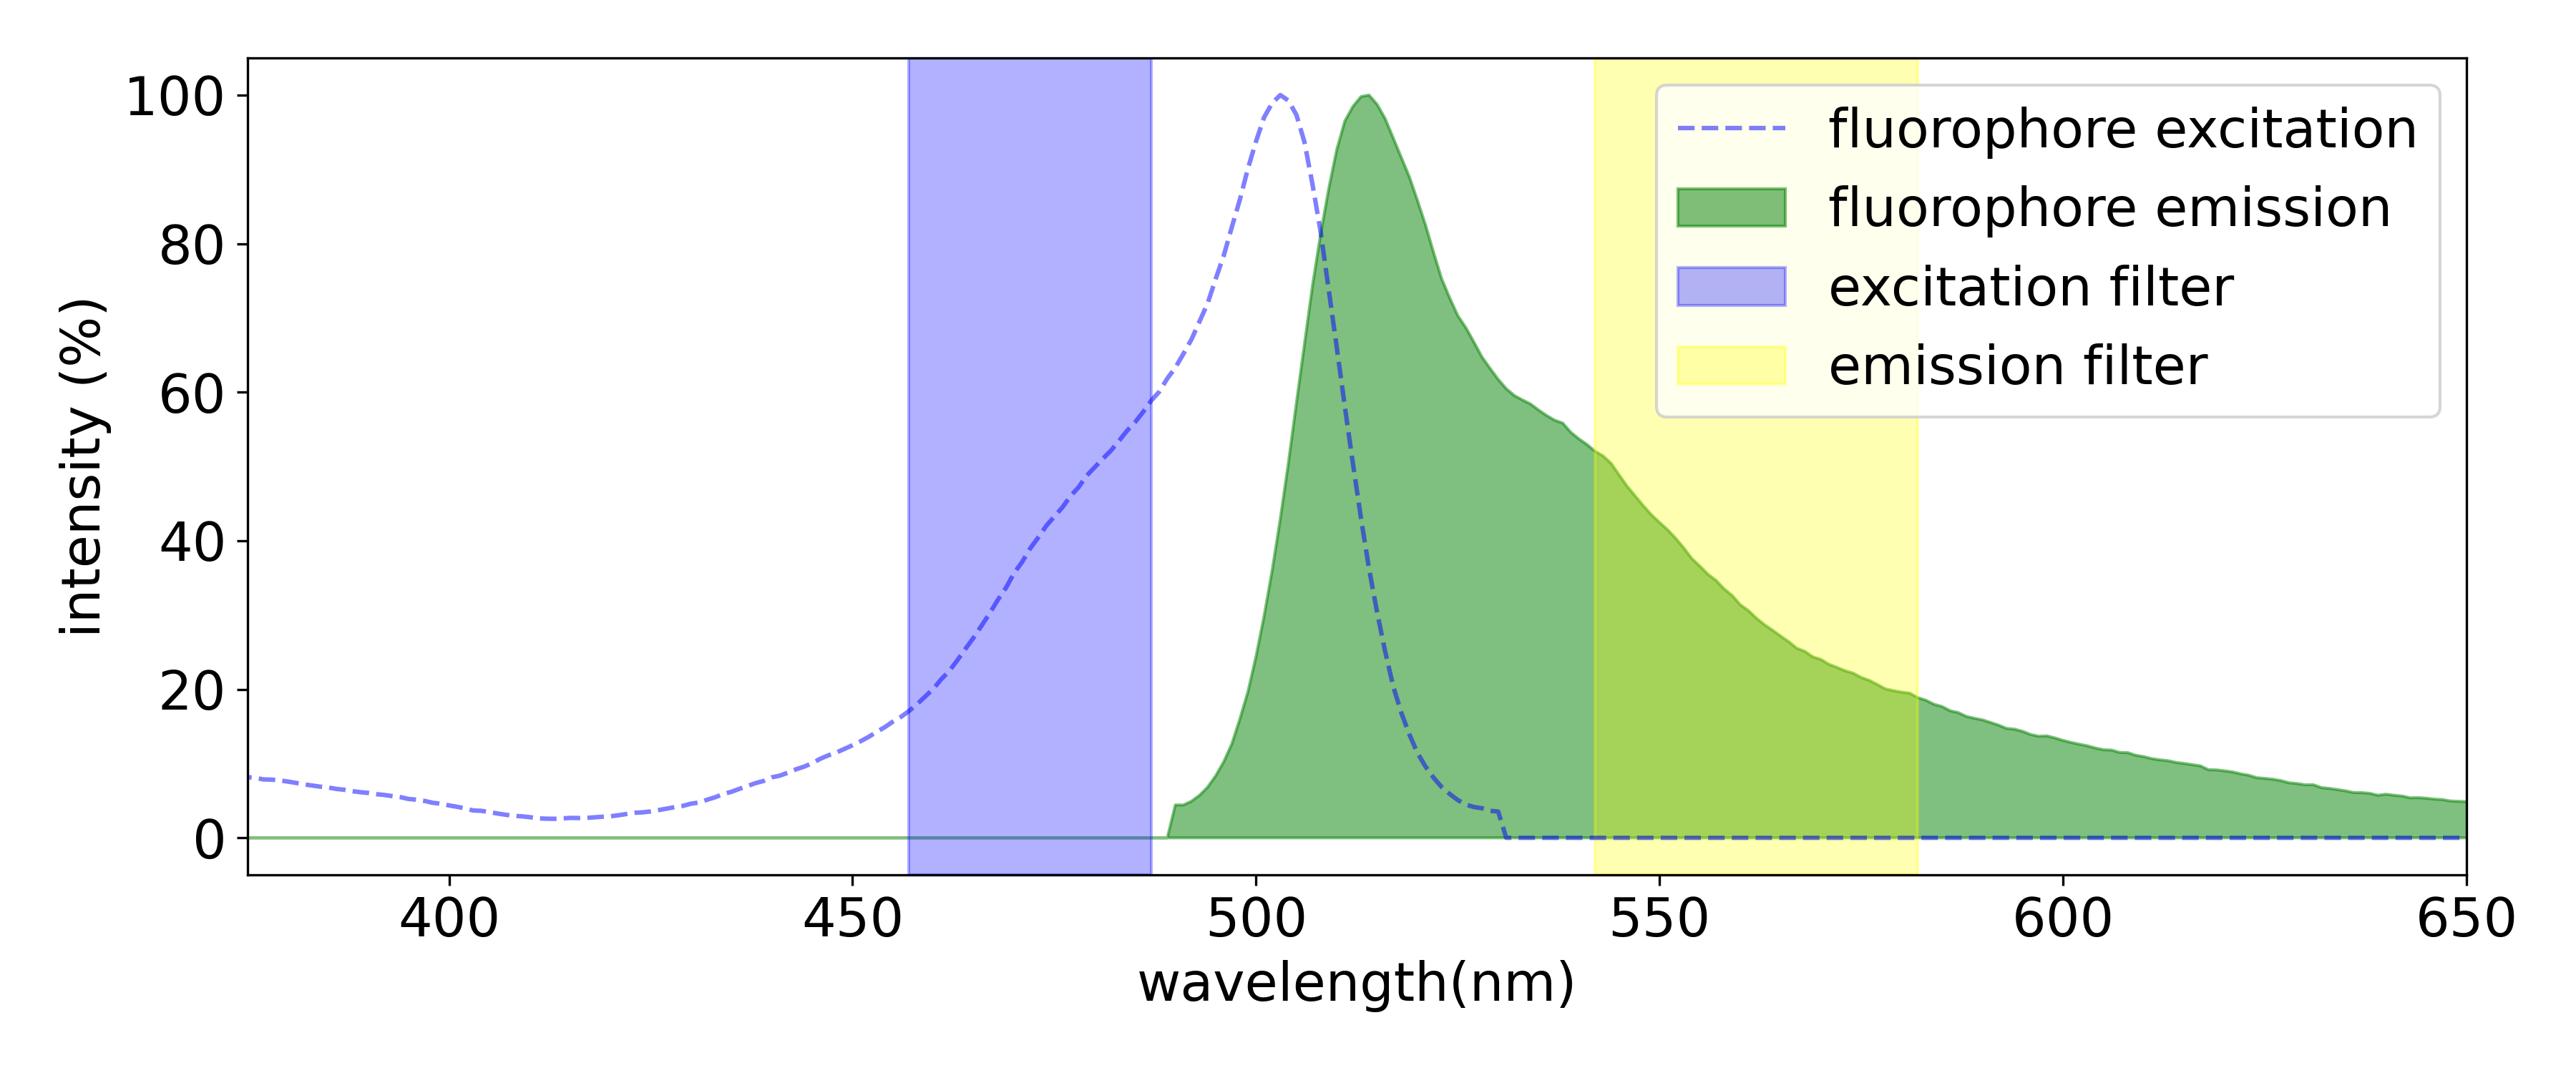 100
80
60
40
20
0
intensity (%)
fluorophore excitation
fluorophore emission
excitation filter
emission filter
400 450 500 550 600 650
wavelength(nm)